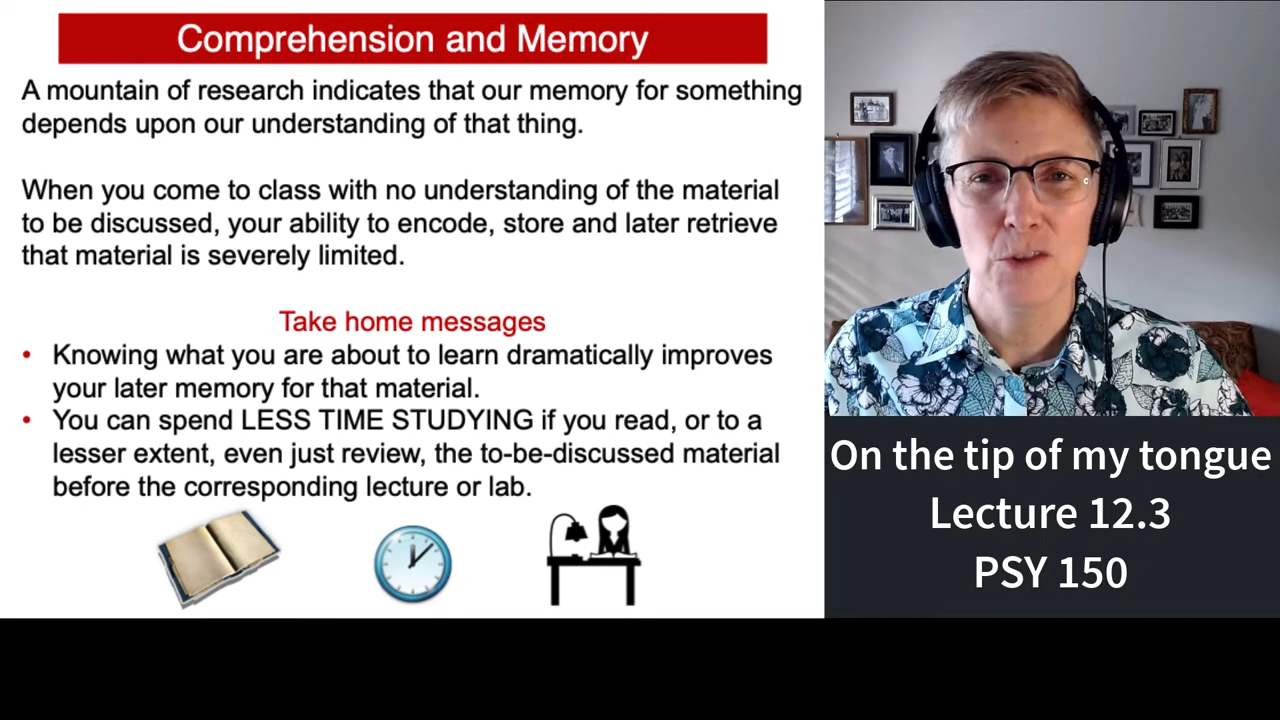 Comprehension and Memory
A mountain of research indicates that our memory for something
depends upon our understanding of that thing.
When you come to class with no understanding of the material
to be discussed, your ability to encode, store and later retrieve
that material is severely limited.
Take home messages
• Knowing what you are about to learn dramatically improves
your later memory for that material.
• You can spend LESS TIME STUDYING if you read, or to a
lesser extent, even just review, the to-be-discussed material
before the corresponding lecture or lab.
On the tip of my tongue
Lecture 12.3
PSY 150